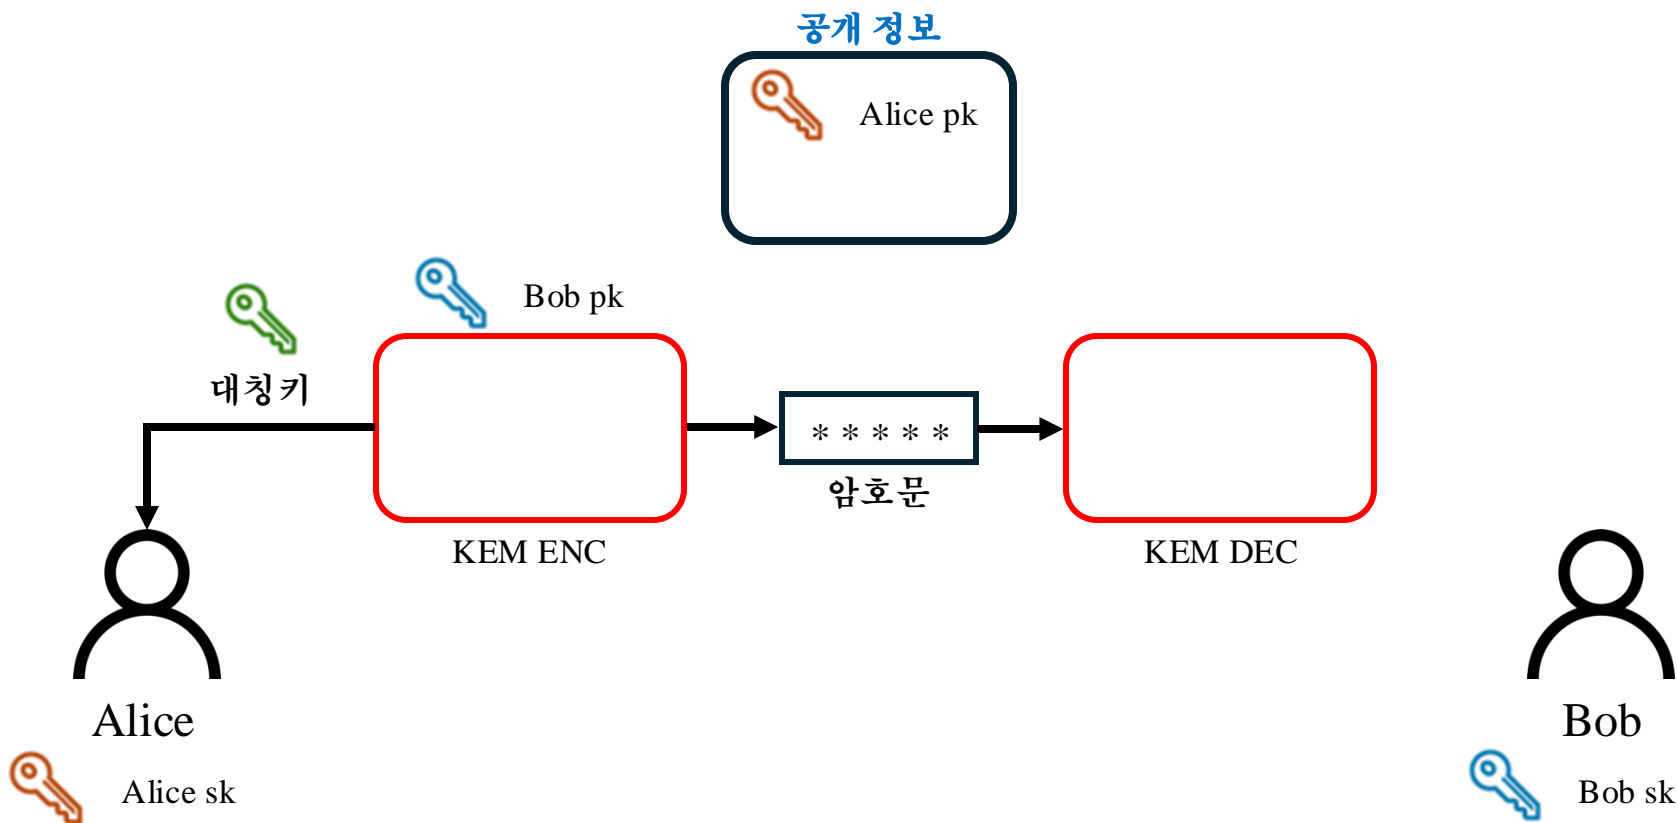 공개 정보
Alice pk
Bob pk
대칭키
* * * * *
암호문
KEM ENC
KEM DEC
Alice
Bob
Alice sk
Bob sk